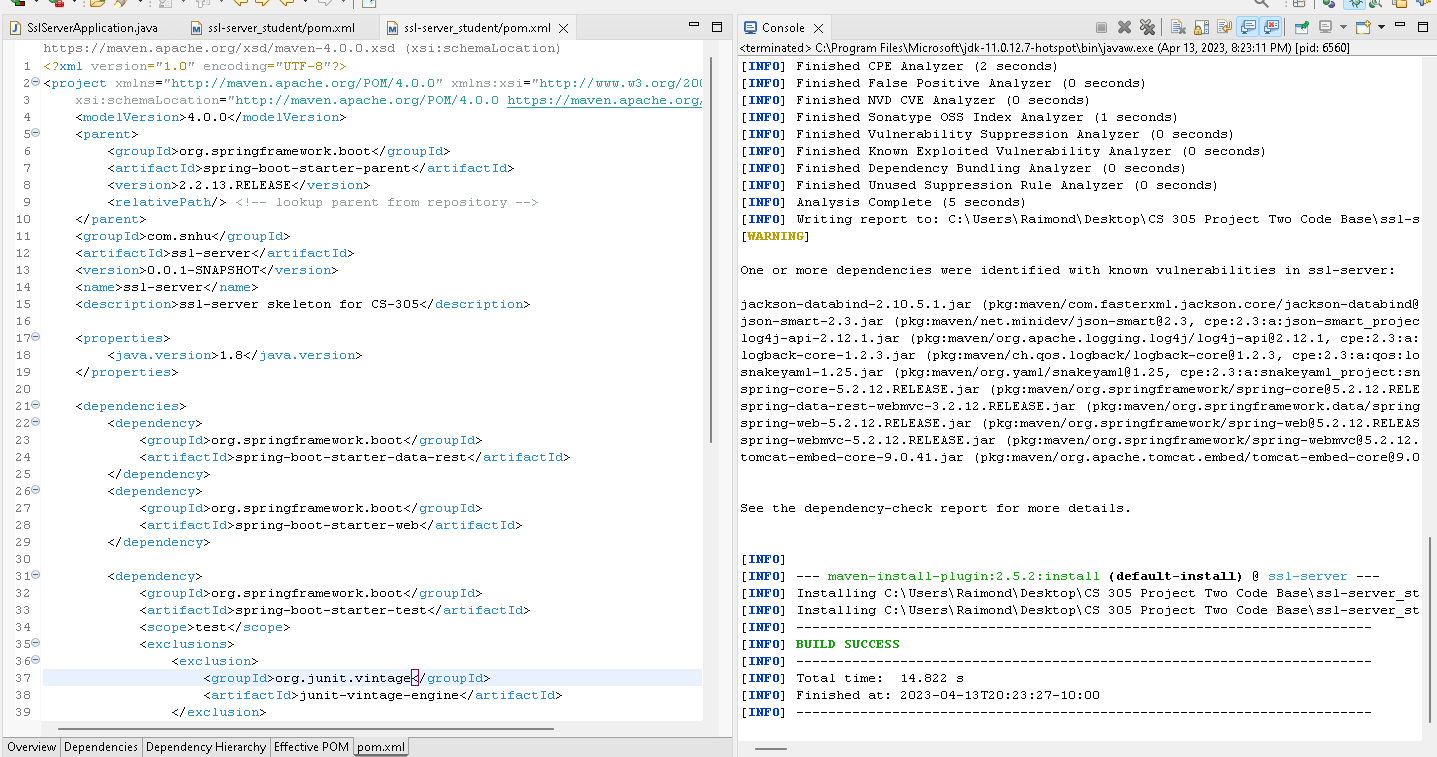 SslServerApplication.java
ssl-server_student/pom.xml
ssl-server_student/pom.xml
https://maven.apache.org/xsd/maven-4.0.0.xsd (xsi:schemaLocation)
1 <?xml version="1.0" encoding="UTF-8"?>
2 <project xmlns="http://maven.apache.org/POM/4.0.0" xmlns:xsi="http://www.w3.org/200
3 xsi:schemaLocation="http://maven.apache.org/POM/4.0.0 https://maven.apache.org/
4 <modelVersion>4.0.0</modelVersion>
5 <parent>
6 <groupId>org.springframework.boot</groupId>
7 <artifactId>spring-boot-starter-parent</artifactId>
8 <version>2.2.13.RELEASE</version>
9 <relativePath/> <!-- lookup parent from repository -->
10 </parent>
11 <groupId>com.snhu</groupId>
12 <artifactId>ssl-server</artifactId>
13 <version>0.0.1-SNAPSHOT</version>
14 <name>ssl-server</name>
15 <description>ssl-server skeleton for CS-305</description>
16
17 <properties>
18 <java.version>1.8</java.version>
19 </properties>
20
21 <dependencies>
22 <dependency>
23 <groupId>org.springframework.boot</groupId>
24 <artifactId>spring-boot-starter-data-rest</artifactId>
25 </dependency>
26 <dependency>
27 <groupId>org.springframework.boot</groupId>
28 <artifactId>spring-boot-starter-web</artifactId>
29 </dependency>
30
31 <dependency>
32 <groupId>org.springframework.boot</groupId>
33 <artifactId>spring-boot-starter-test</artifactId>
34 <scope>test</scope>
35 <exclusions>
36 <exclusion>
37 <groupId>org.junit.vintage</groupId>
38 <artifactId>junit-vintage-engine</artifactId>
39 </exclusion>
Overview
Dependencies
Dependency Hierarchy
Effective POM
pom.xml
Console
<terminated> C:\Program Files\Microsoft\jdk-11.0.12.7-hotspot\bin\javaw.exe (Apr 13, 2023, 8:23:11 PM) [pid: 6560]
[INFO] Finished CPE Analyzer (2 seconds)
[INFO] Finished False Positive Analyzer (0 seconds)
[INFO] Finished NVD CVE Analyzer (0 seconds)
[INFO] Finished Sonatype OSS Index Analyzer (1 seconds)
[INFO] Finished Vulnerability Suppression Analyzer (0 seconds)
[INFO] Finished Known Exploited Vulnerability Analyzer (0 seconds)
[INFO] Finished Dependency Bundling Analyzer (0 seconds)
[INFO] Finished Unused Suppression Rule Analyzer (0 seconds)
[INFO] Analysis Complete (5 seconds)
[INFO] Writing report to: C:\Users\Raimond\Desktop\CS 305 Project Two Code Base\ssl-s
[WARNING]
One or more dependencies were identified with known vulnerabilities in ssl-server:
jackson-databind-2.10.5.1.jar (pkg:maven/com.fasterxml.jackson.core/jackson-databind@
json-smart-2.3.jar (pkg:maven/net.minidev/json-smart@2.3, cpe:2.3:a:json-smart_projec
log4j-api-2.12.1.jar (pkg:maven/org.apache.logging.log4j/log4j-api@2.12.1, cpe:2.3:a:
logback-core-1.2.3.jar (pkg:maven/ch.qos.logback/logback-core@1.2.3, cpe:2.3:a:qos:lo
snakeyaml-1.25.jar (pkg:maven/org.yaml/snakeyaml@1.25, cpe:2.3:a:snakeyaml_project:sn
spring-core-5.2.12.RELEASE.jar (pkg:maven/org.springframework/spring-core@5.2.12.RELE
spring-data-rest-webmvc-3.2.12.RELEASE.jar (pkg:maven/org.springframework.data/spring
spring-web-5.2.12.RELEASE.jar (pkg:maven/org.springframework/spring-web@5.2.12.RELEAS
spring-webmvc-5.2.12.RELEASE.jar (pkg:maven/org.springframework/spring-webmvc@5.2.12.
tomcat-embed-core-9.0.41.jar (pkg:maven/org.apache.tomcat.embed/tomcat-embed-core@9.0
See the dependency-check report for more details.
[INFO]
[INFO] --- maven-install-plugin:2.5.2:install (default-install) @ ssl-server ---
[INFO] Installing C:\Users\Raimond\Desktop\CS 305 Project Two Code Base\ssl-server_st
[INFO] Installing C:\Users\Raimond\Desktop\CS 305 Project Two Code Base\ssl-server_st
[INFO] ------------------------------------------------------------------------
[INFO] BUILD SUCCESS
[INFO] ------------------------------------------------------------------------
[INFO] Total time:  14.822 s
[INFO] Finished at: 2023-04-13T20:23:27-10:00
[INFO] ------------------------------------------------------------------------